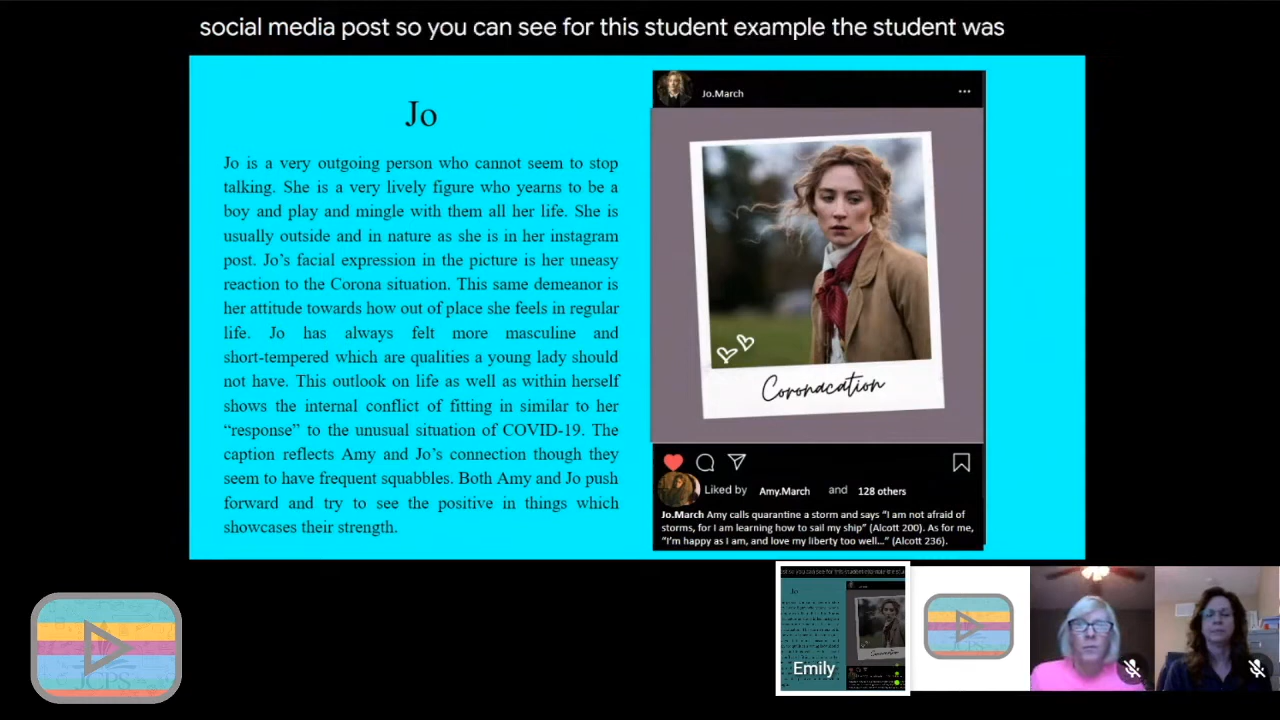 social media post so you can see for this student example the student was
Jo
Jo is a very outgoing person who cannot seem to stop
talking. She is a very lively figure who yearns to be a
boy and play and mingle with them all her life. She is
usually outside and in nature as she is in her instagram
post. Jo’s facial expression in the picture is her uneasy
reaction to the Corona situation. This same demeanor is
her attitude towards how out of place she feels in regular
life. Jo has always felt more masculine and
short-tempered which are qualities a young lady should
not have. This outlook on life as well as within herself
shows the internal conflict of fitting in similar to her
“response” to the unusual situation of COVID-19. The
caption reflects Amy and Jo’s connection though they
seem to have frequent squabbles. Both Amy and Jo push
forward and try to see the positive in things which
showcases their strength.
Jo.March
Coronacation
Liked by Amy.March and 128 others
Jo.March Amy calls quarantine a storm and says “I am not afraid of
storms, for I am learning how to sail my ship” (Alcott 200). As for me,
“I’m happy as I am, and love my liberty too well...” (Alcott 236).
JCPS
Emily